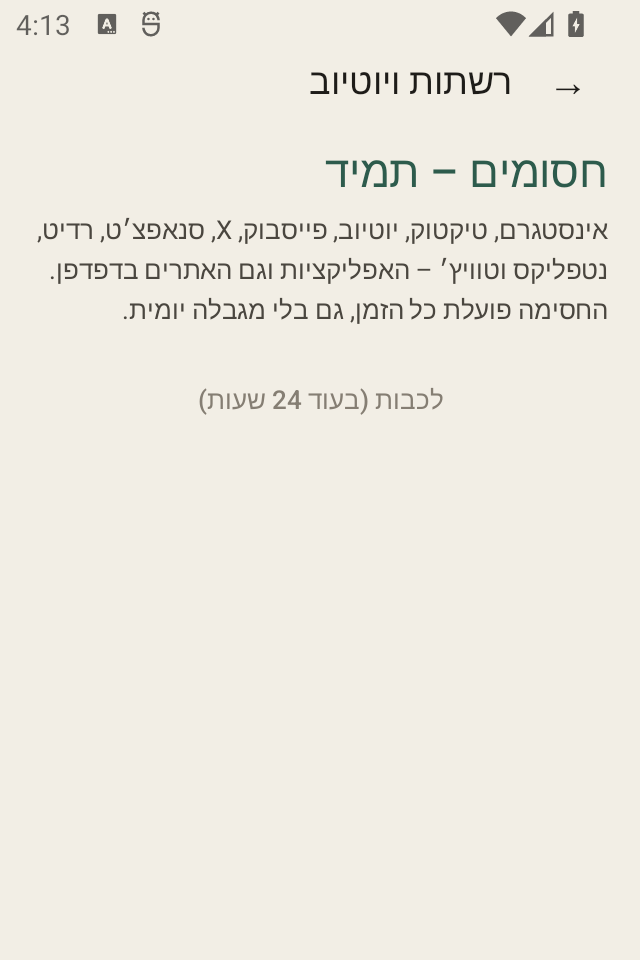 4:13
→ רשתות ויוטיוב
חסומים – תמיד
אינסטגרם, טיקטוק, יוטיוב, פייסבוק, X, סנאפצ׳ט, רדיט,
נטפליקס וטוויץ׳ – האפליקציות וגם האתרים בדפדפן.
החסימה פועלת כל הזמן, גם בלי מגבלה יומית.
לכבות (בעוד 24 שעות)